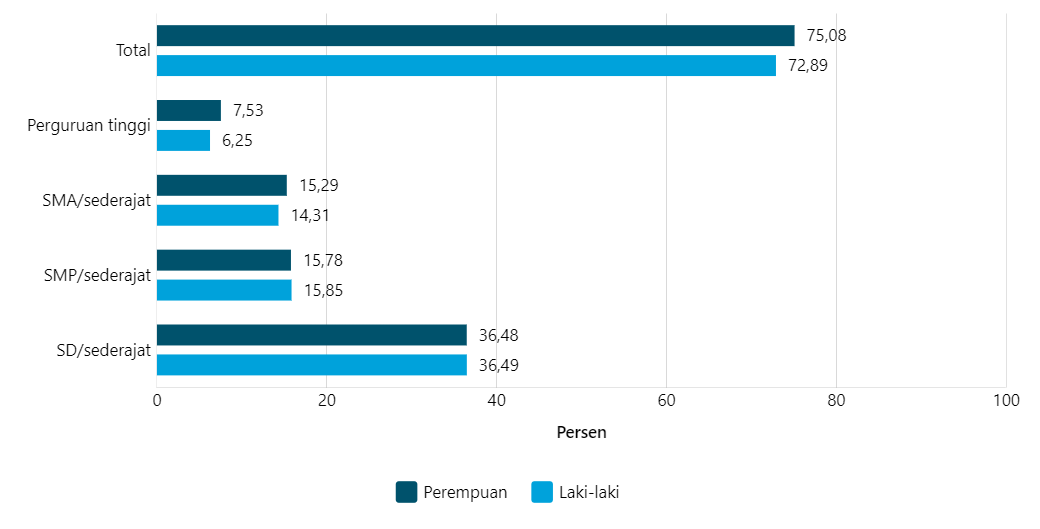 Total
75,08
72,89
Perguruan tinggi
7,53
6,25
SMA/sederajat
15,29
14,31
SMP/sederajat
15,78
15,85
SD/sederajat
36,48
36,49
0 20 40 60 80 100
Persen
Perempuan Laki-laki